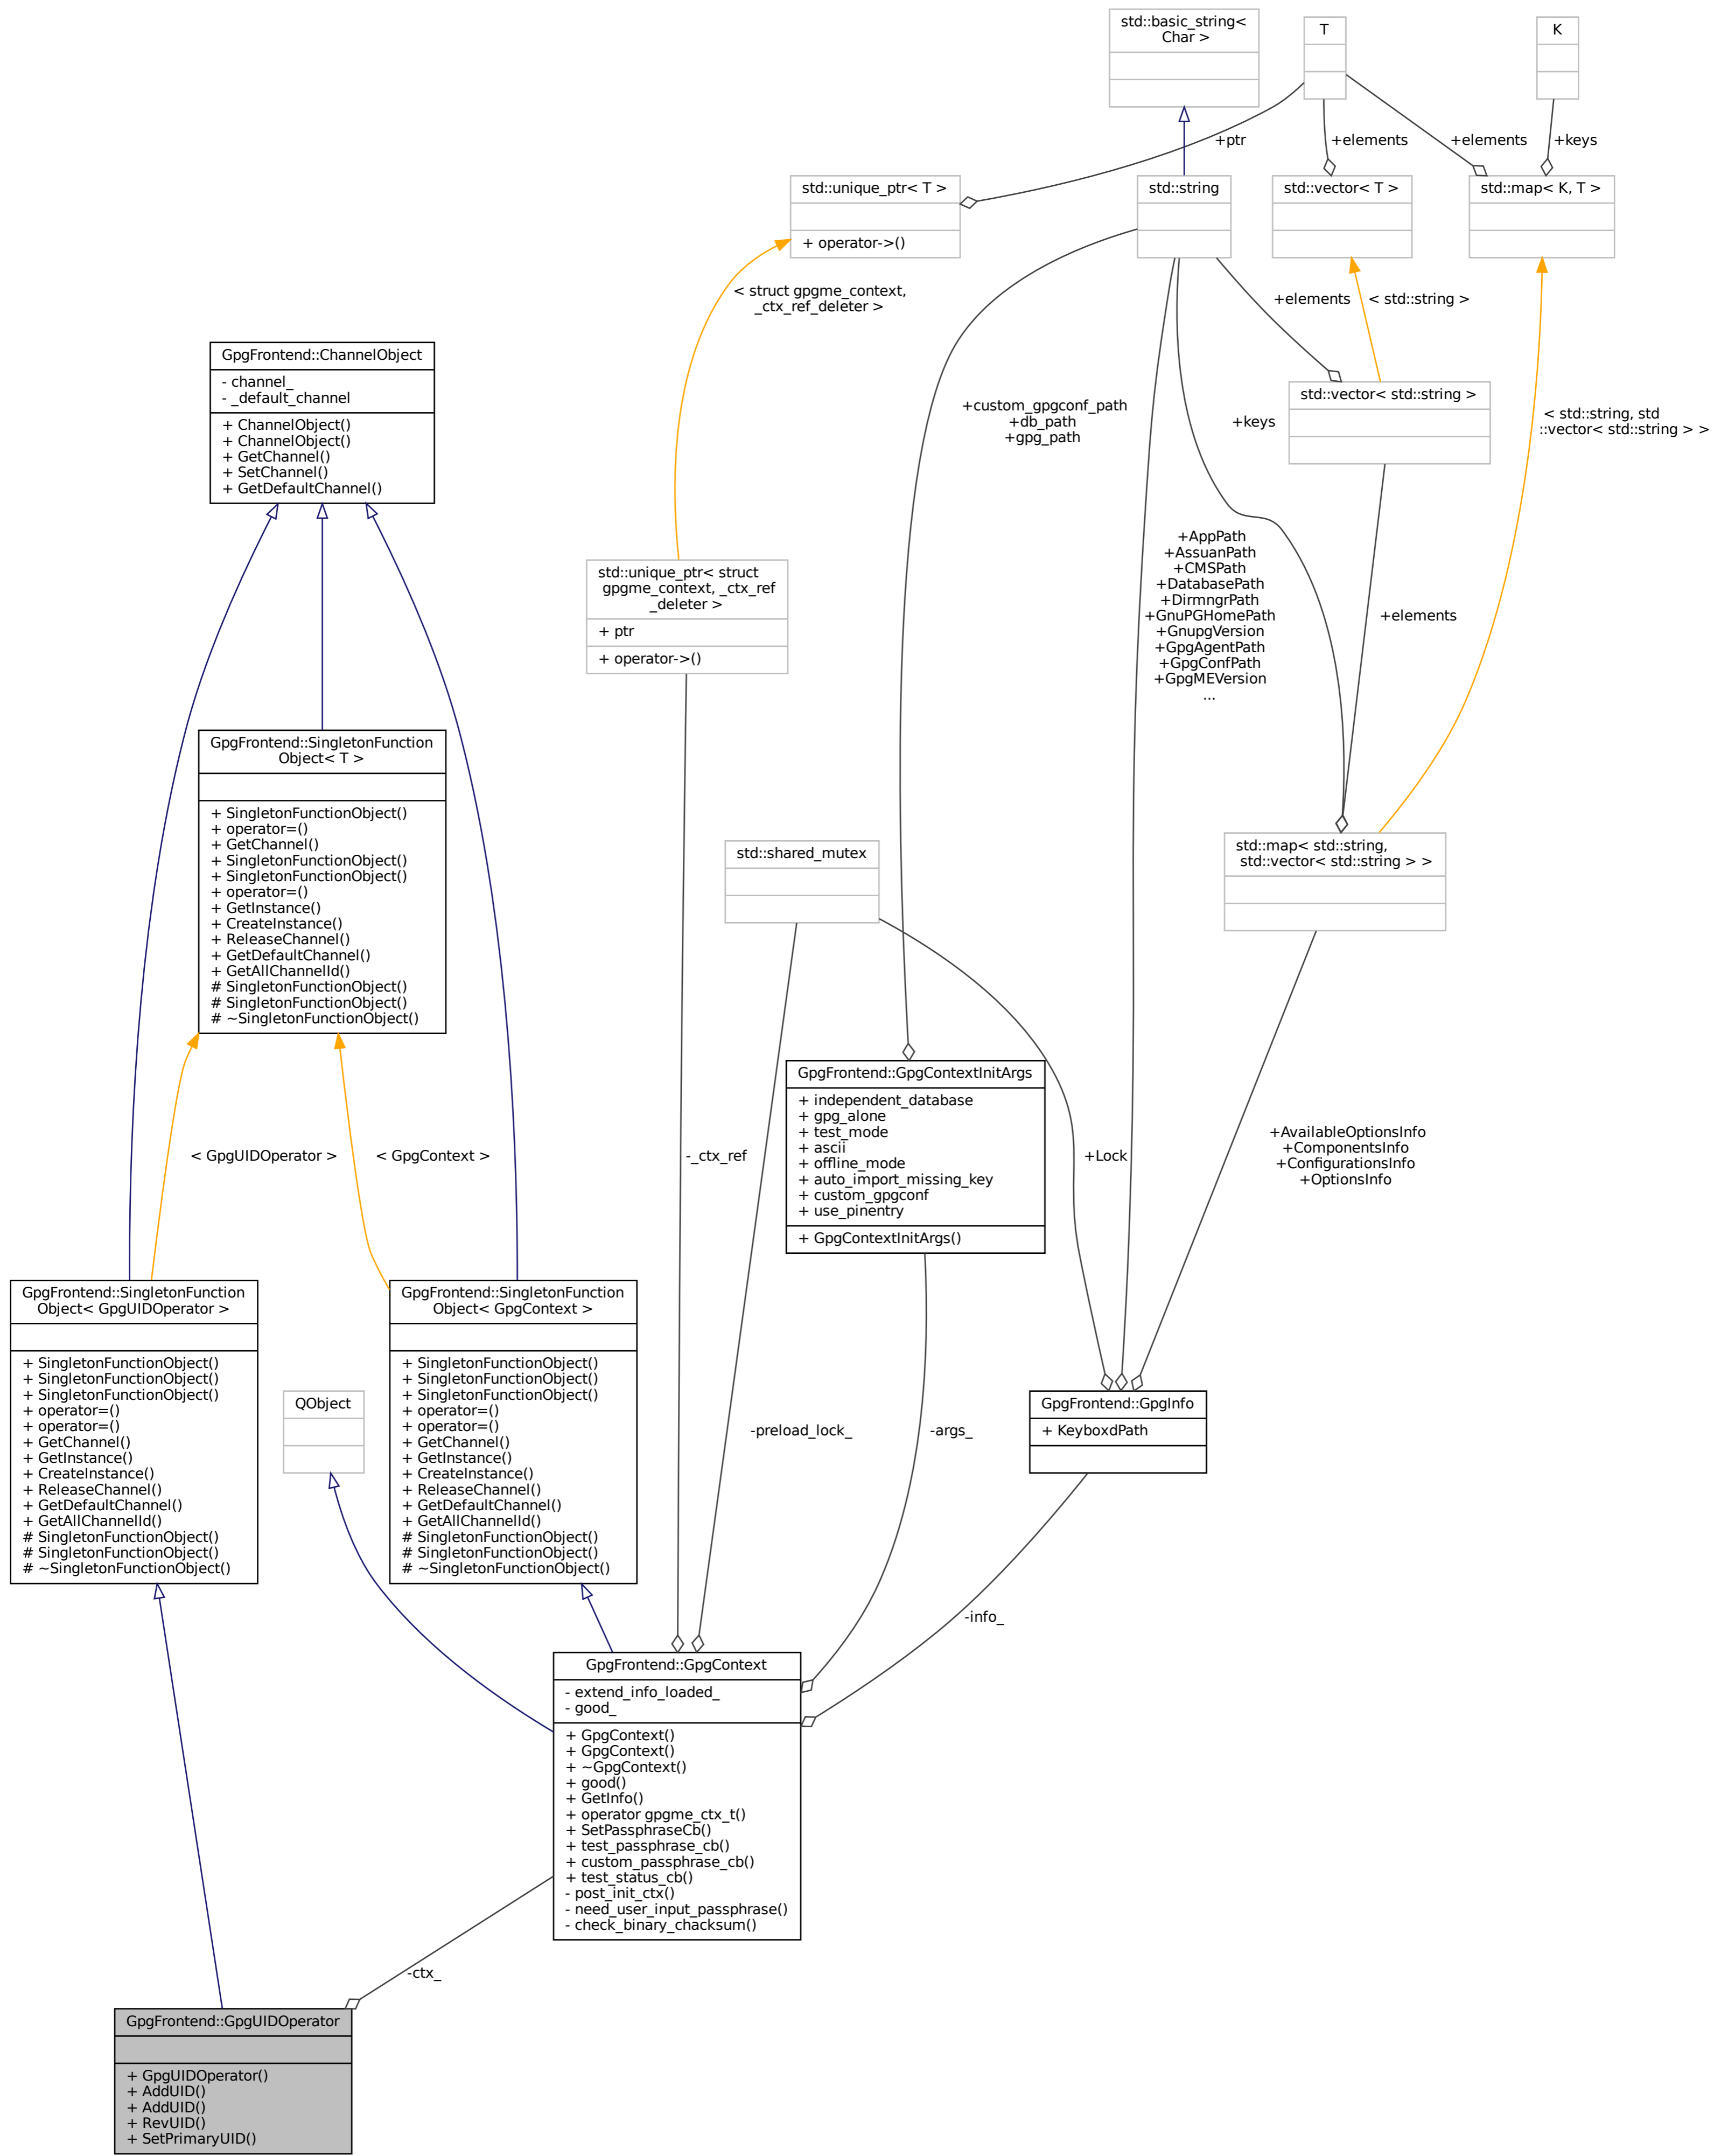 std::basic_string<
Char >
T
K
+ptr
+elements
+elements
+keys
std::unique_ptr< T >
+ operator->()
std::string
std::vector< T >
std::map< K, T >
< struct gpgme_context,
_ctx_ref_deleter >
+elements
< std::string >
GpgFrontend::ChannelObject
- channel_
- _default_channel
+ ChannelObject()
+ ChannelObject()
+ GetChannel()
+ SetChannel()
+ GetDefaultChannel()
+custom_gpgconf_path
+db_path
+gpg_path
+keys
std::vector< std::string >
< std::string, std
::vector< std::string > >
std::unique_ptr< struct
gpgme_context, _ctx_ref
_deleter >
+ ptr
+ operator->()
+AppPath
+AssuanPath
+CMSPath
+DatabasePath
+DirmngrPath
+GnuPGHomePath
+GnupgVersion
+GpgAgentPath
+GpgConfPath
+GpgMEVersion
...
+elements
GpgFrontend::SingletonFunction
Object< T >
+ SingletonFunctionObject()
+ operator=()
+ GetChannel()
+ SingletonFunctionObject()
+ SingletonFunctionObject()
+ operator=()
+ GetInstance()
+ CreateInstance()
+ ReleaseChannel()
+ GetDefaultChannel()
+ GetAllChannelId()
# SingletonFunctionObject()
# SingletonFunctionObject()
# ~SingletonFunctionObject()
std::shared_mutex
std::map< std::string,
std::vector< std::string > >
GpgFrontend::GpgContextInitArgs
+ independent_database
+ gpg_alone
+ test_mode
+ ascii
+ offline_mode
+ auto_import_missing_key
+ custom_gpgconf
+ use_pinentry
+ GpgContextInitArgs()
< GpgUIDOperator >
< GpgContext >
-_ctx_ref
+Lock
+AvailableOptionsInfo
+ComponentsInfo
+ConfigurationsInfo
+OptionsInfo
GpgFrontend::SingletonFunction
Object< GpgUIDOperator >
+ SingletonFunctionObject()
+ SingletonFunctionObject()
+ SingletonFunctionObject()
+ operator=()
+ operator=()
+ GetChannel()
+ GetInstance()
+ CreateInstance()
+ ReleaseChannel()
+ GetDefaultChannel()
+ GetAllChannelId()
# SingletonFunctionObject()
# SingletonFunctionObject()
# ~SingletonFunctionObject()
QObject
GpgFrontend::SingletonFunction
Object< GpgContext >
+ SingletonFunctionObject()
+ SingletonFunctionObject()
+ SingletonFunctionObject()
+ operator=()
+ operator=()
+ GetChannel()
+ GetInstance()
+ CreateInstance()
+ ReleaseChannel()
+ GetDefaultChannel()
+ GetAllChannelId()
# SingletonFunctionObject()
# SingletonFunctionObject()
# ~SingletonFunctionObject()
-preload_lock_
-args_
GpgFrontend::GpgInfo
+ KeyboxdPath
-info_
GpgFrontend::GpgContext
- extend_info_loaded_
- good_
+ GpgContext()
+ GpgContext()
+ ~GpgContext()
+ good()
+ GetInfo()
+ operator gpgme_ctx_t()
+ SetPassphraseCb()
+ test_passphrase_cb()
+ custom_passphrase_cb()
+ test_status_cb()
- post_init_ctx()
- need_user_input_passphrase()
- check_binary_chacksum()
-ctx_
GpgFrontend::GpgUIDOperator
+ GpgUIDOperator()
+ AddUID()
+ AddUID()
+ RevUID()
+ SetPrimaryUID()